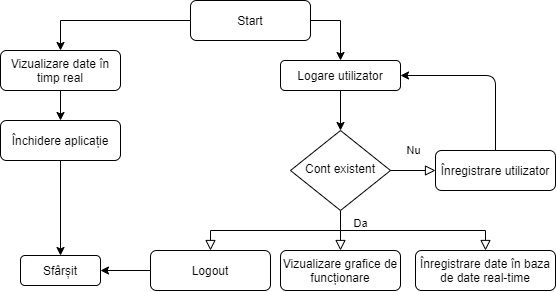 Start
Vizualizare date în
timp real
Logare utilizator
Închidere aplicație
Cont existent
Nu
Înregistrare utilizator
Da
Sfârșit
Logout
Vizualizare grafice de
funcționare
Înregistrare date în baza
de date real-time